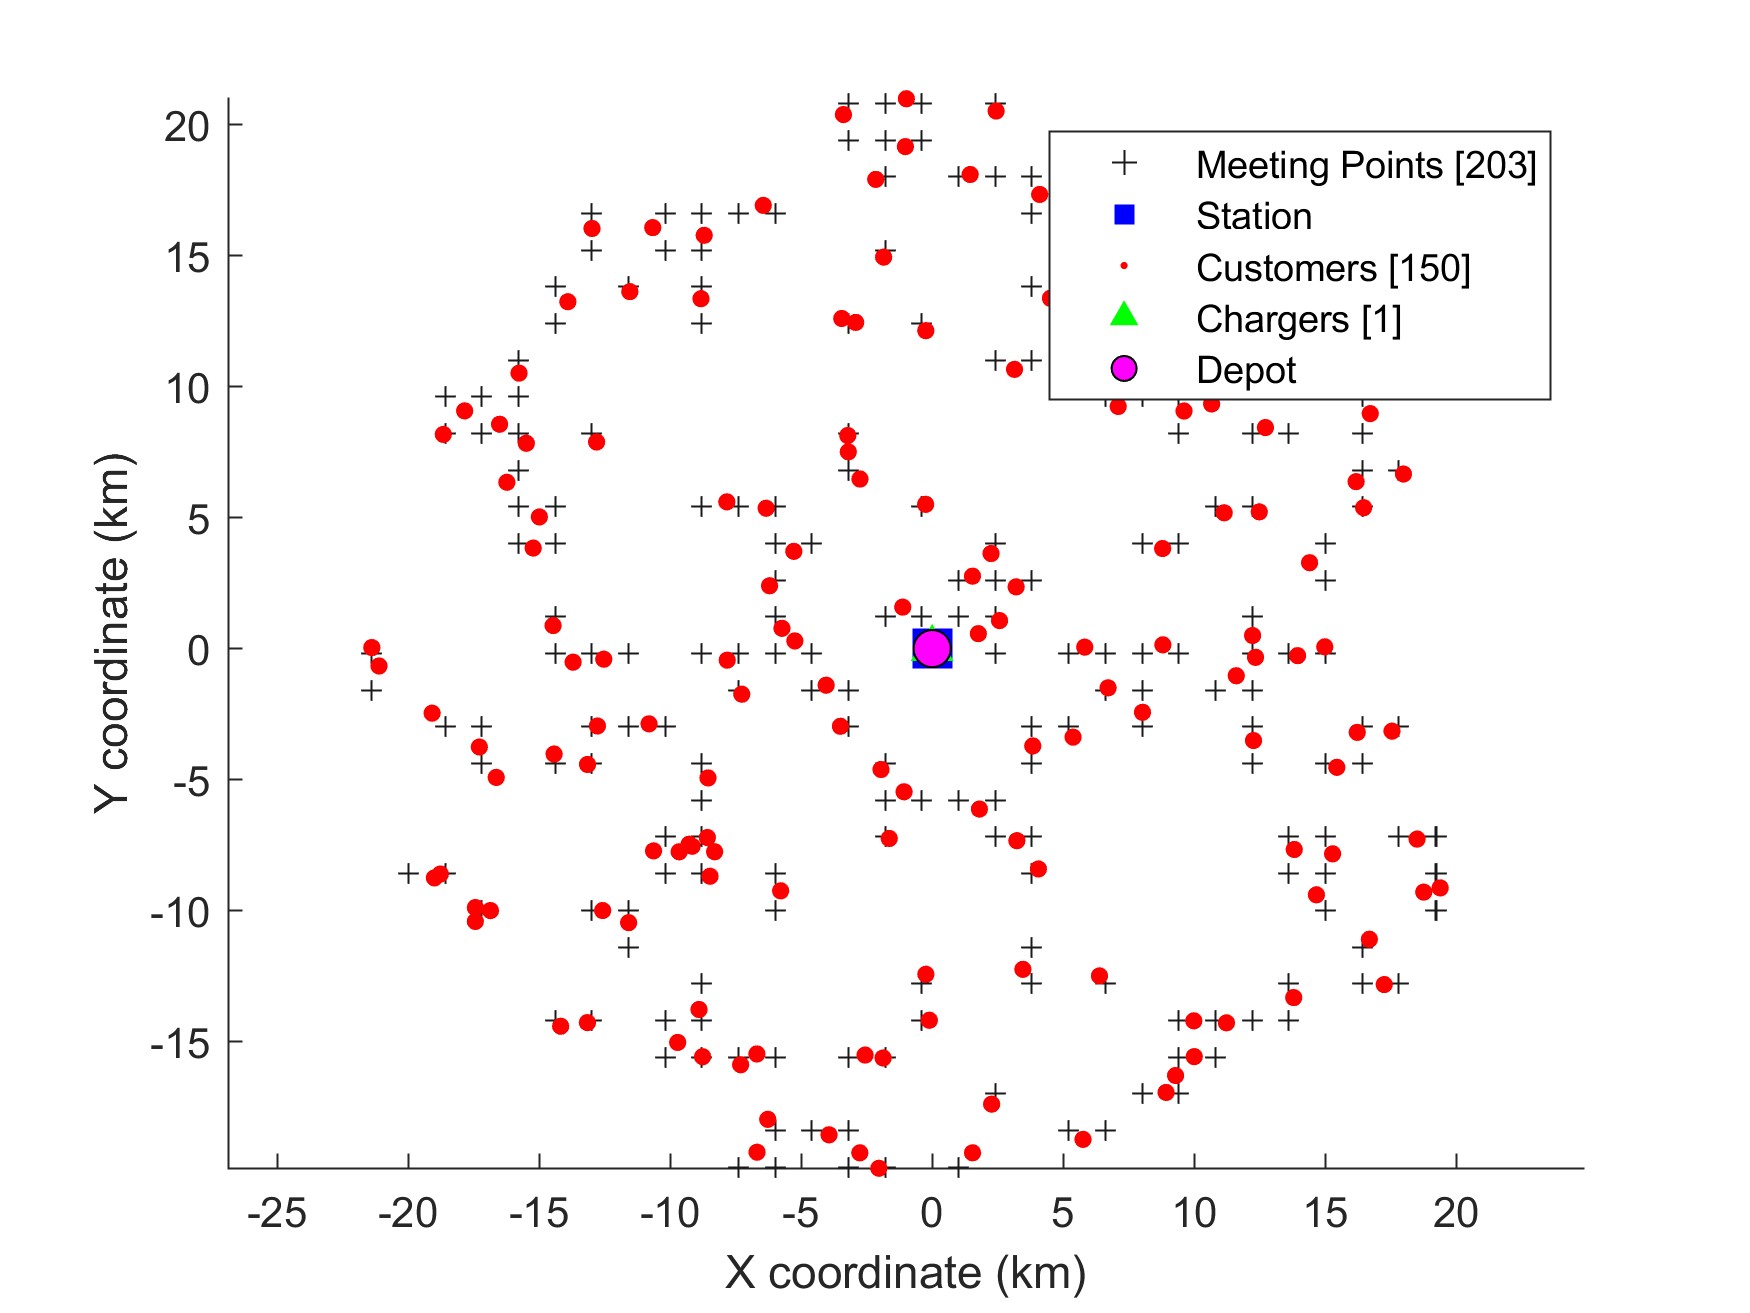 20
15
10
5
0
-5
-10
-15
Y coordinate (km)
Meeting Points [203]
Station
Customers [150]
Chargers [1]
Depot
-25 -20 -15 -10 -5 0 5 10 15 20
X coordinate (km)